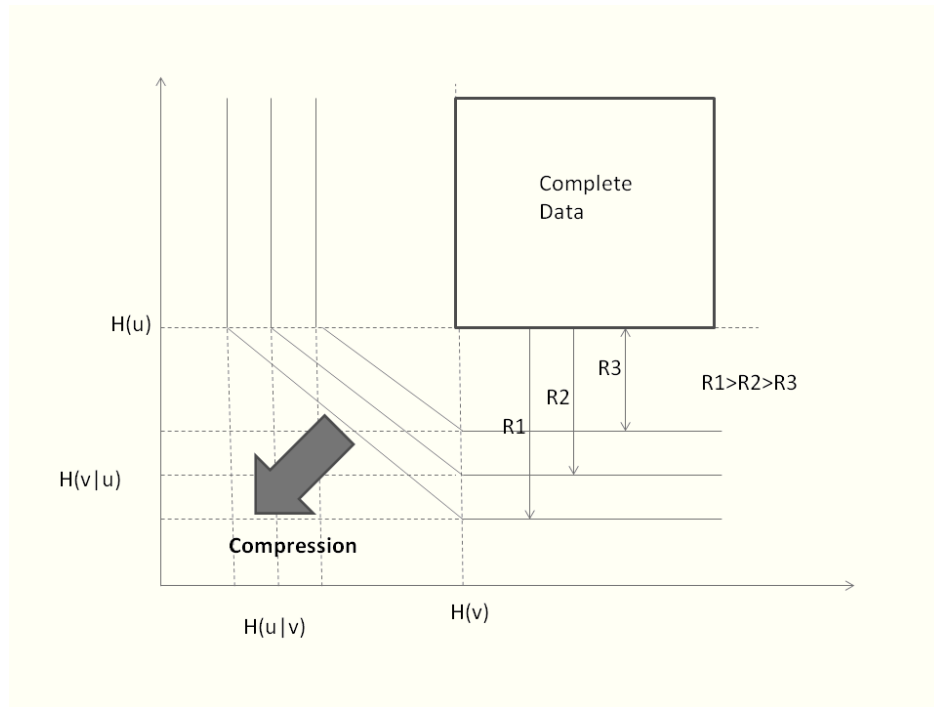 Complete
Data
H(u)
R3
R1>R2>R3
R2
R1
H(v|u)
Compression
H(v)
H(u|v)